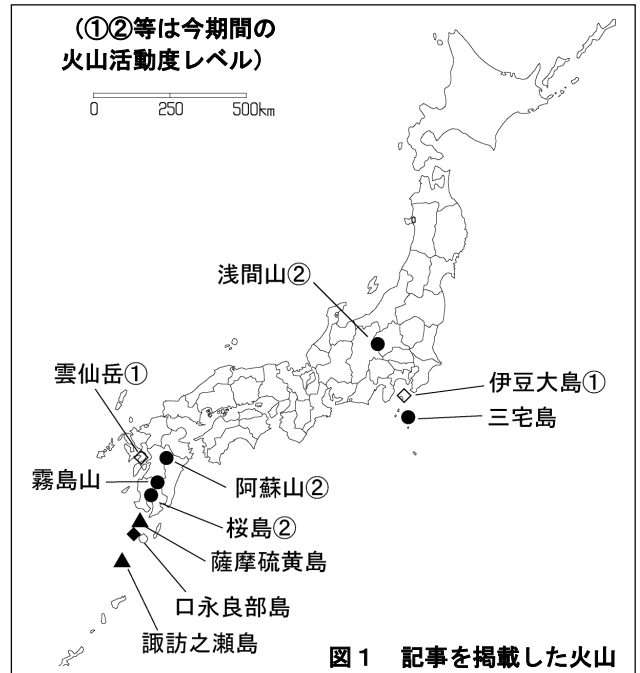 （①②等は今期間の
火山活動度レベル）
0 250 500km
浅間山②
雲仙岳①
伊豆大島①
三宅島
霧島山
阿蘇山②
桜島②
薩摩硫黄島
口永良部島
諏訪之瀬島
図１　記事を掲載した火山